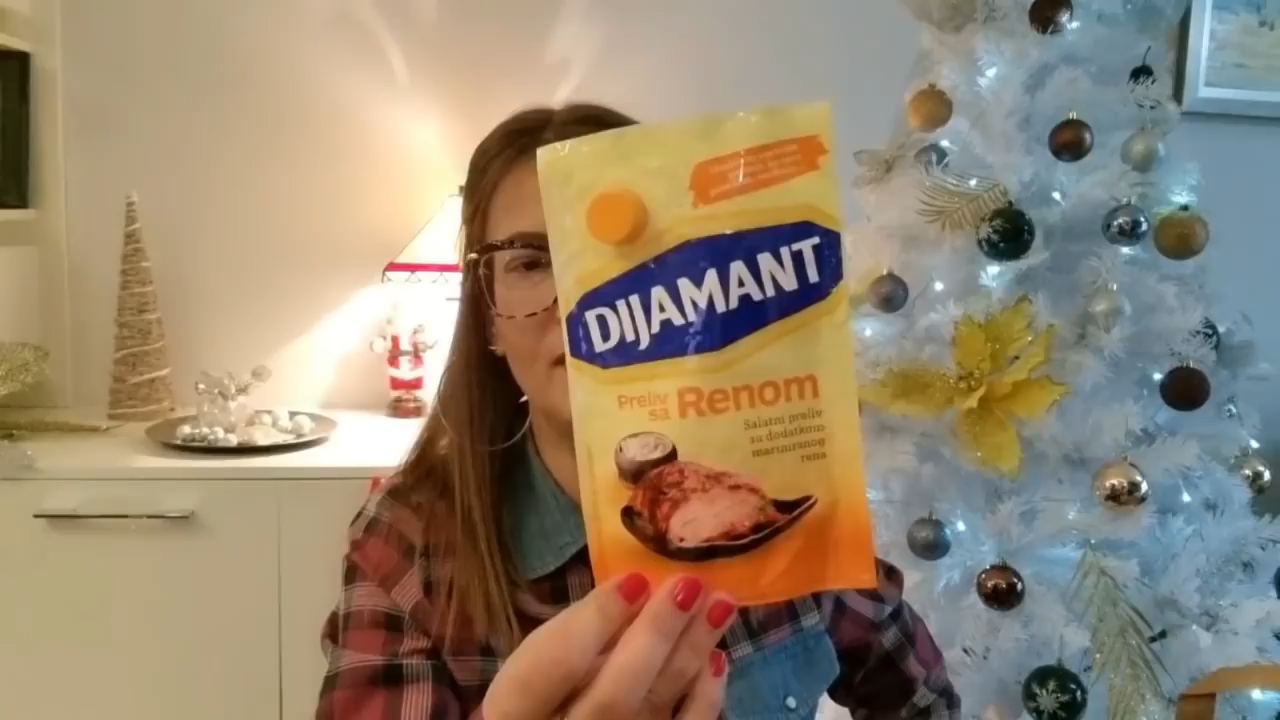 DIJAMANT
Preliv
sa Renom
Salatni preliv
sa dodatkom
mariniranog
rena